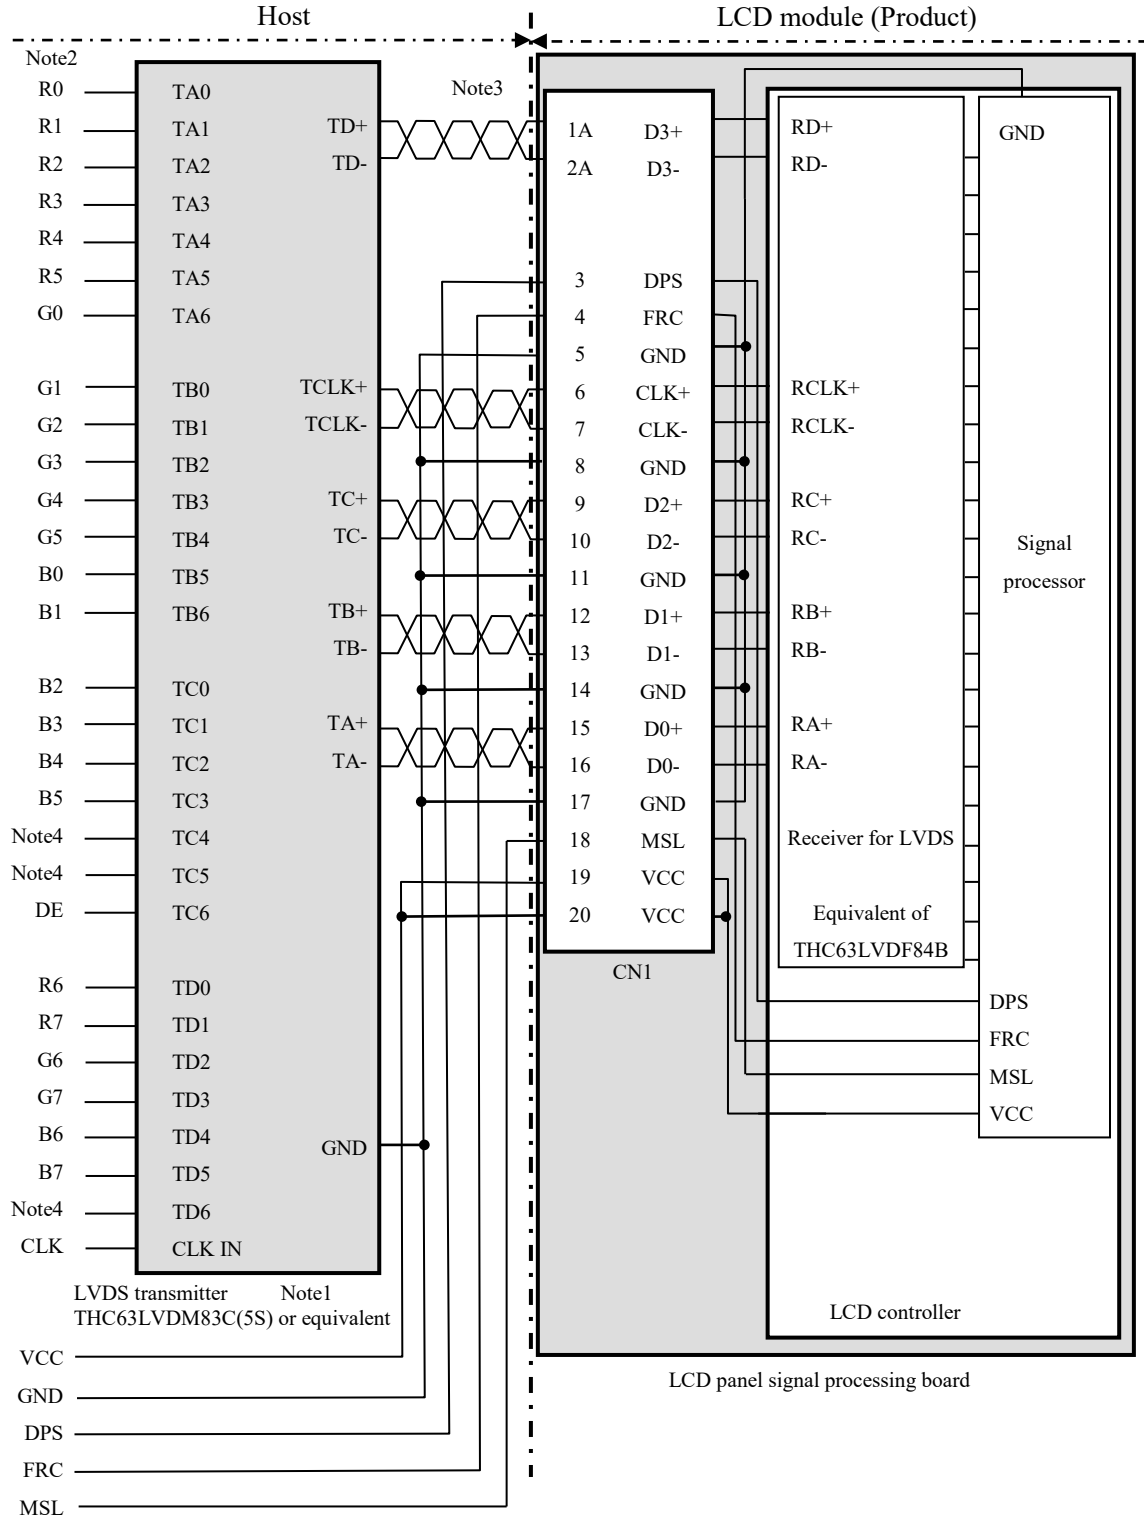 Host
LCD module (Product)
Note2
Note3
R0
R1
R2
R3
R4
R5
G0
G1
G2
G3
G4
G5
B0
B1
B2
B3
B4
B5
Note4
Note4
DE
R6
R7
G6
G7
B6
B7
Note4
CLK
TA0
TA1
TA2
TA3
TA4
TA5
TA6
TB0
TB1
TB2
TB3
TB4
TB5
TB6
TC0
TC1
TC2
TC3
TC4
TC5
TC6
TD0
TD1
TD2
TD3
TD4
TD5
TD6
CLK IN
TD+
TD-
TCLK+
TCLK-
TC+
TC-
TB+
TB-
TA+
TA-
GND
LVDS transmitter Note1
THC63LVDM83C(5S) or equivalent
VCC
GND
DPS
FRC
MSL
1A D3+
2A D3-
3 DPS
4 FRC
5 GND
6 CLK+
7 CLK-
8 GND
9 D2+
10 D2-
11 GND
12 D1+
13 D1-
14 GND
15 D0+
16 D0-
17 GND
18 MSL
19 VCC
20 VCC
CN1
RD+
RD-
RCLK+
RCLK-
RC+
RC-
RB+
RB-
RA+
RA-
Receiver for LVDS
Equivalent of
THC63LVDF84B
GND
Signal
processor
DPS
FRC
MSL
VCC
LCD controller
LCD panel signal processing board